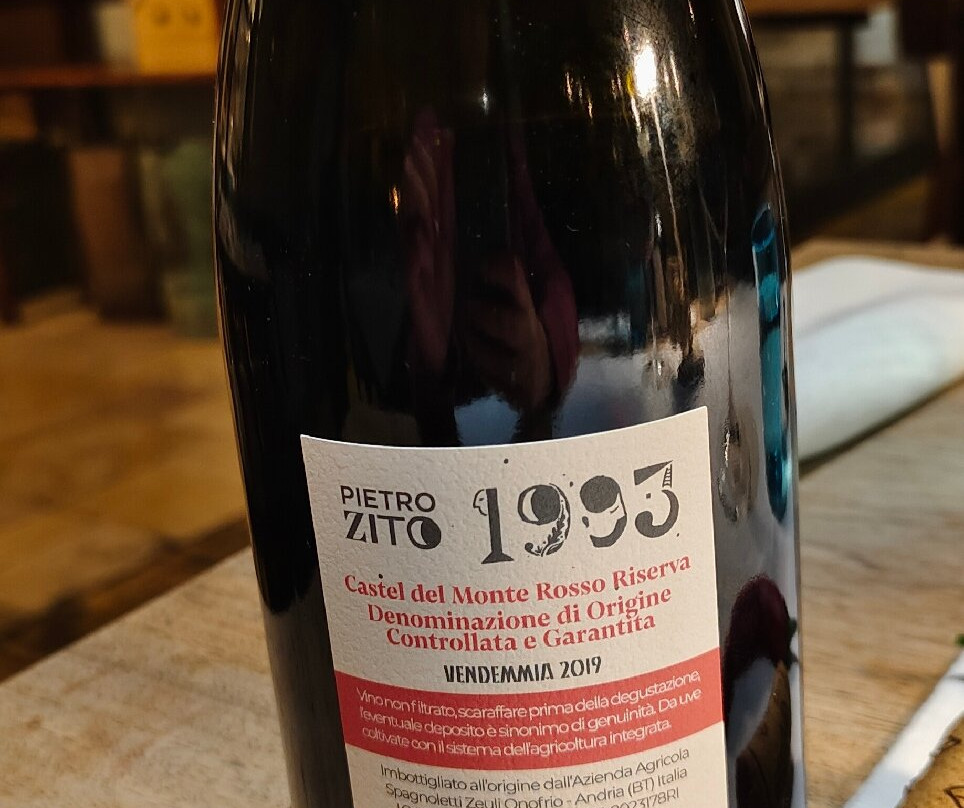 PIETRO
ZITO 1993
Castel del Monte Rosso Riserva
Denominazione di Origine
Controllata e Garantita
VENDEMMIA 2019
Vino non filtrato, scaraffare prima della degustazione,
l'eventuale deposito è sinonimo di genuinità. Da uve
coltivate con il sistema dell'agricoltura integrata.
Imbottigliato all'origine dall'Azienda Agricola
Spagnoletti Zeuli Onofrio - Andria (BT) Italia